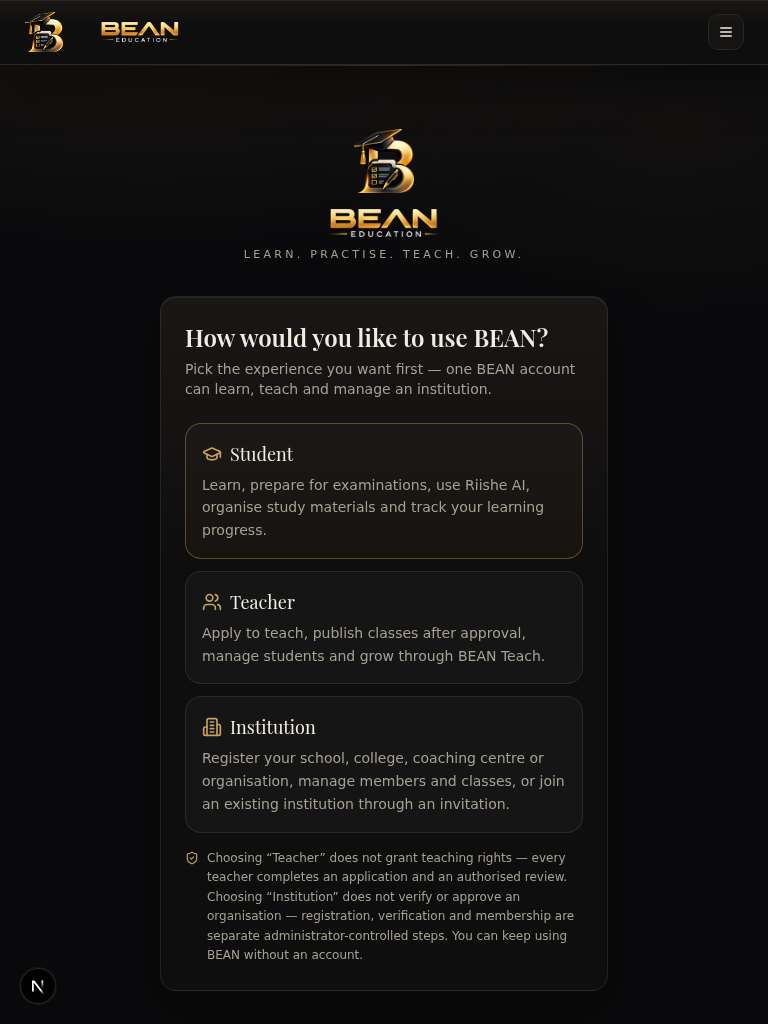 BEAN
EDUCATION
BEAN
EDUCATION
LEARN. PRACTISE. TEACH. GROW.
How would you like to use BEAN?
Pick the experience you want first — one BEAN account
can learn, teach and manage an institution.
Student
Learn, prepare for examinations, use Riishe AI,
organise study materials and track your learning
progress.
Teacher
Apply to teach, publish classes after approval,
manage students and grow through BEAN Teach.
Institution
Register your school, college, coaching centre or
organisation, manage members and classes, or join
an existing institution through an invitation.
Choosing “Teacher” does not grant teaching rights — every
teacher completes an application and an authorised review.
Choosing “Institution” does not verify or approve an
organisation — registration, verification and membership are
separate administrator-controlled steps. You can keep using
BEAN without an account.
N